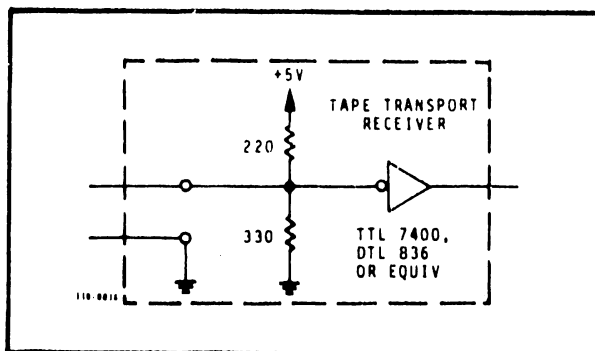 +5V
TAPE TRANSPORT
RECEIVER
220
330
TTL 7400,
DTL 836
OR EQUIV